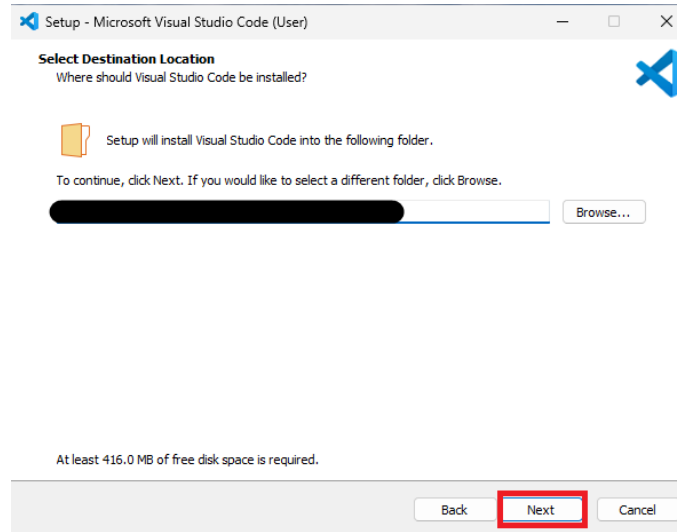 Setup - Microsoft Visual Studio Code (User)
Select Destination Location
Where should Visual Studio Code be installed?
Setup will install Visual Studio Code into the following folder.
To continue, click Next. If you would like to select a different folder, click Browse.
Browse...
At least 416.0 MB of free disk space is required.
Back Next Cancel